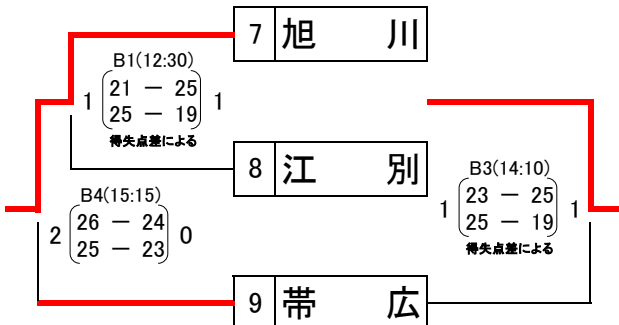 7 旭 川
B1(12:30)
1 21 － 25 1
25 － 19
得失点差による
8 江 別
B3(14:10)
1 23 － 25 1
25 － 19
得失点差による
B4(15:15)
2 26 － 24 0
25 － 23
9 帯 広